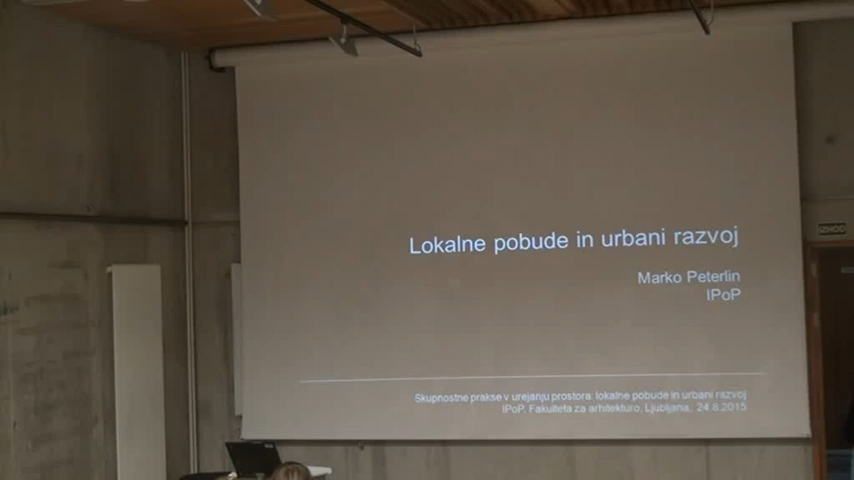 Lokalne pobude in urbani razvoj
Marko Peterlin
IPoP
Skupnostne prakse v urejanju prostora: lokalne pobude in urbani razvoj
IPoP, Fakulteta za arhitekturo, Ljubljana, 24.6.2015
IZHOD